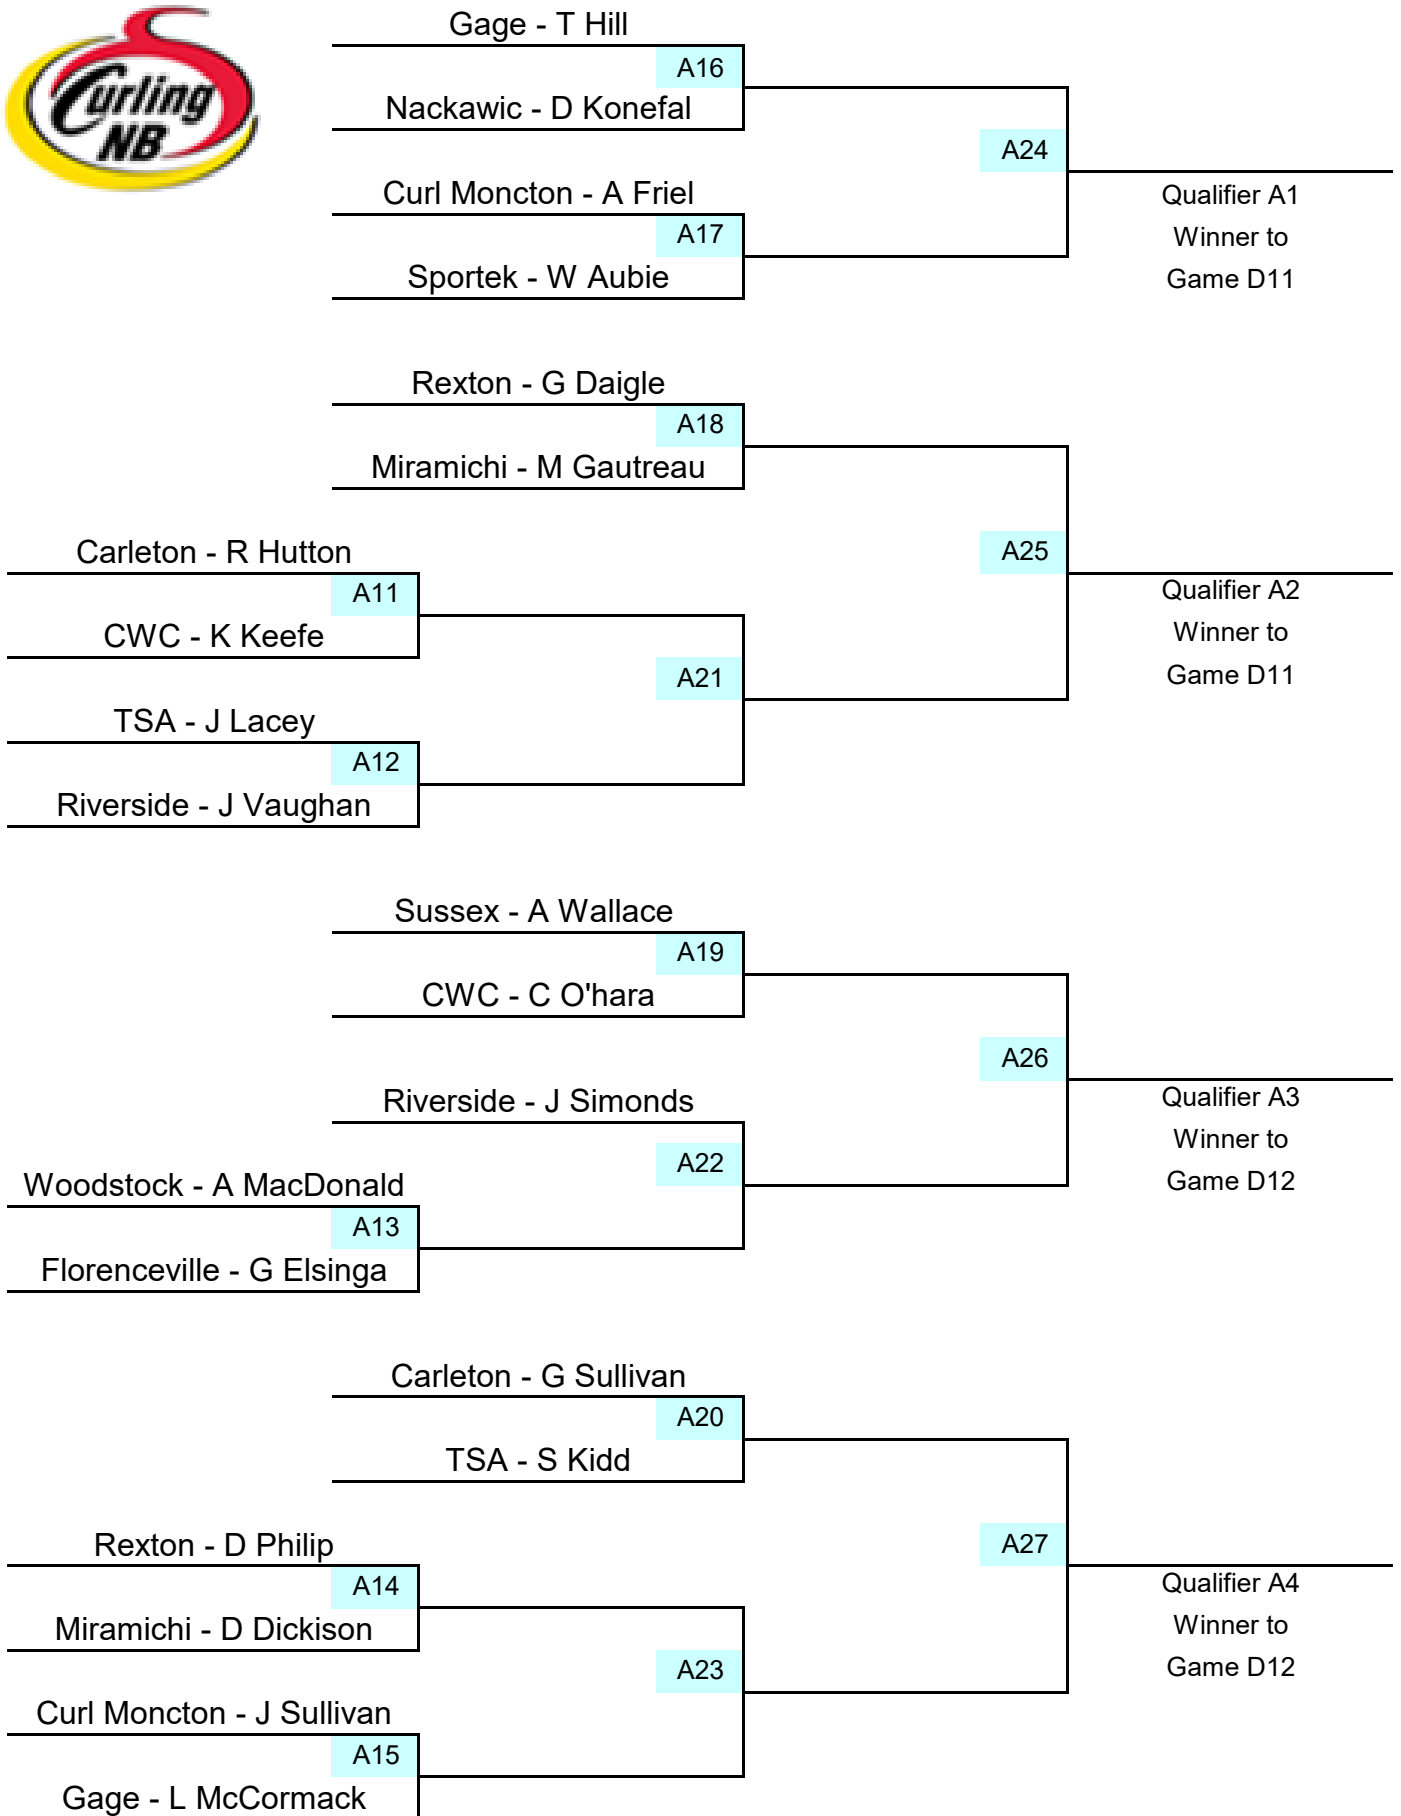 Curling
NB
Gage - T Hill
A16
Nackawic - D Konefal
A24
Curl Moncton - A Friel
Qualifier A1
A17
Winner to
Sportek - W Aubie
Game D11
Rexton - G Daigle
A18
Miramichi - M Gautreau
Carleton - R Hutton
A25
A11
Qualifier A2
CWC - K Keefe
Winner to
A21
Game D11
TSA - J Lacey
A12
Riverside - J Vaughan
Sussex - A Wallace
A19
CWC - C O'hara
A26
Riverside - J Simonds
Qualifier A3
Winner to
A22
Woodstock - A MacDonald
Game D12
A13
Florenceville - G Elsinga
Carleton - G Sullivan
A20
TSA - S Kidd
Rexton - D Philip
A27
A14
Qualifier A4
Miramichi - D Dickison
Winner to
A23
Game D12
Curl Moncton - J Sullivan
A15
Gage - L McCormack